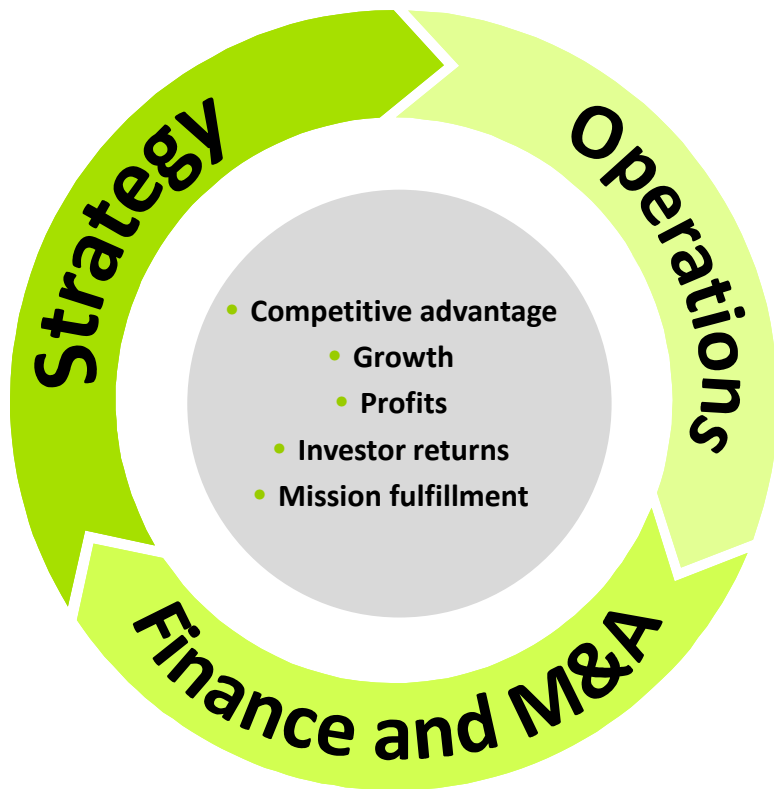 Strategy
Operations
• Competitive advantage
• Growth
• Profits
• Investor returns
• Mission fulfillment
Finance and M&A